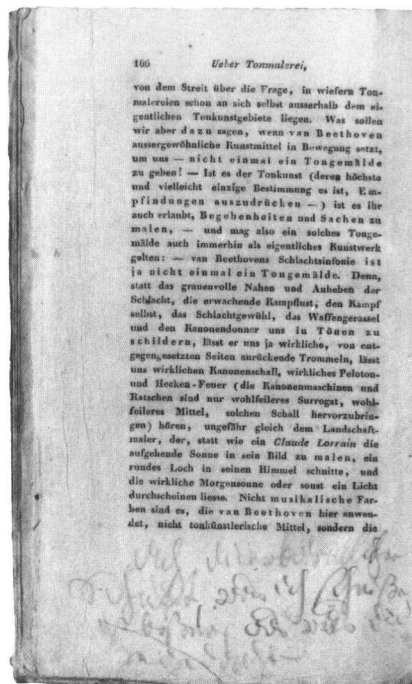 166 Ueber Tonmalerei,
von dem Streit über die Frage, in wiefern Ton-
malereien schon an sich selbst ausserhalb dem ei-
gentlichen Tonkunstgebiete liegen. Was sollen
wir aber dazu sagen, wenn van Beethoven
aussergewöhnliche Kunstmittel in Bewegung setzt,
um uns — nicht einmal ein Tongemälde
zu geben! — Ist es der Tonkunst (deren höchste
und vielleicht einzige Bestimmung es ist, Em-
pfindungen auszudrücken —) ist es ihr
auch erlaubt, Begebenheiten und Sachen zu
malen, — und mag also ein solches Tonge-
mälde auch immerhin als eigentliches Kunstwerk
gelten: — van Beethovens Schlachtsinfonie ist
ja nicht einmal ein Tongemälde. Denn,
statt das grauenvolle Nahen und Anheben der
Schlacht, die erwachende Kampflust, den Kampf
selbst, das Schlachtgewühl, das Waffengerassel
und den Kanonendonner uns in Tönen zu
schildern, lässt er uns ja wirkliche, von ent-
gegengesetzten Seiten anrückende Trommeln, lässt
uns wirklichen Kanonenschall, wirkliches Peloton-
und Hecken-Feuer (die Kanonenmaschinen und
Ratschen sind nur wohlfeileres Surrogat, wohl-
feileres Mittel, solchen Schall hervorzubrin-
gen) hören, ungefähr gleich dem Landschaft-
maler, der, statt wie ein Claude Lorrain die
aufgehende Sonne in sein Bild zu malen, ein
rundes Loch in seinen Himmel schnitte, und
die wirkliche Morgensonne oder sonst ein Licht
durchscheinen liesse. Nicht musikalische Far-
ben sind es, die van Beethoven hier anwen-
det, nicht tonkünstlerische Mittel, sondern die